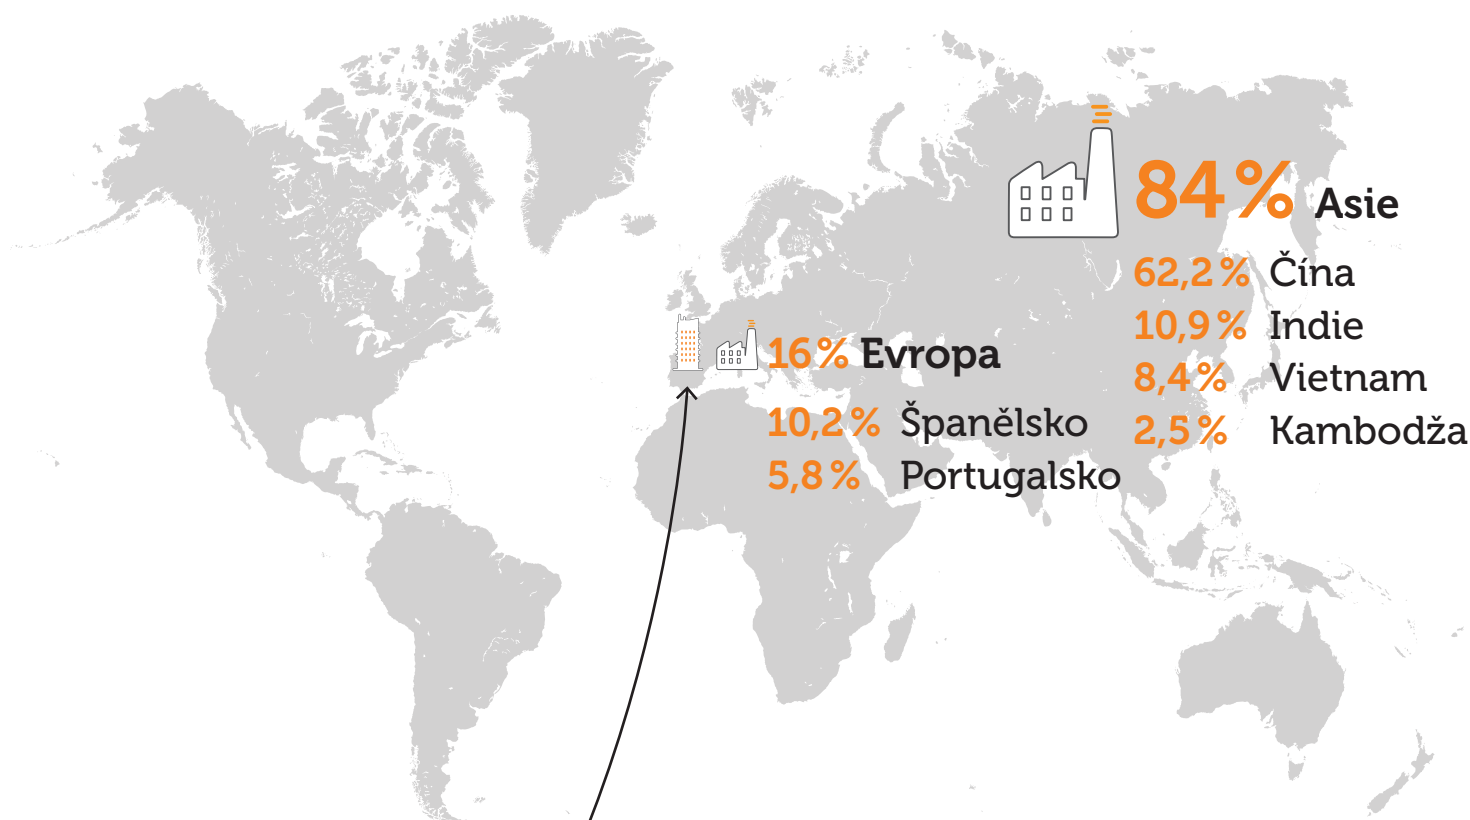 84 % Asie
62,2 % Čína
10,9 % Indie
8,4 % Vietnam
2,5 % Kambodža
16 % Evropa
10,2 % Španělsko
5,8 % Portugalsko